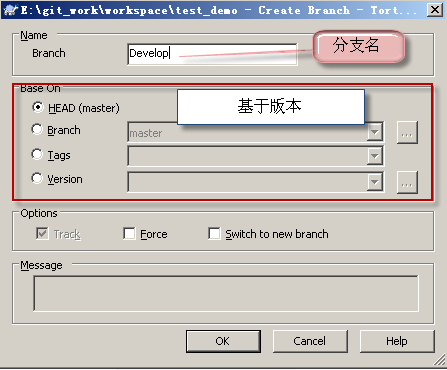 E:\git_work\workspace\test_demo - Create Branch - Tort...
Name
Branch
Develop
分支名
Base On
基于版本
HEAD (master)
Branch
master
...
Tags
Version
...
Options
Track
Force
Switch to new branch
Message
OK
Cancel
Help